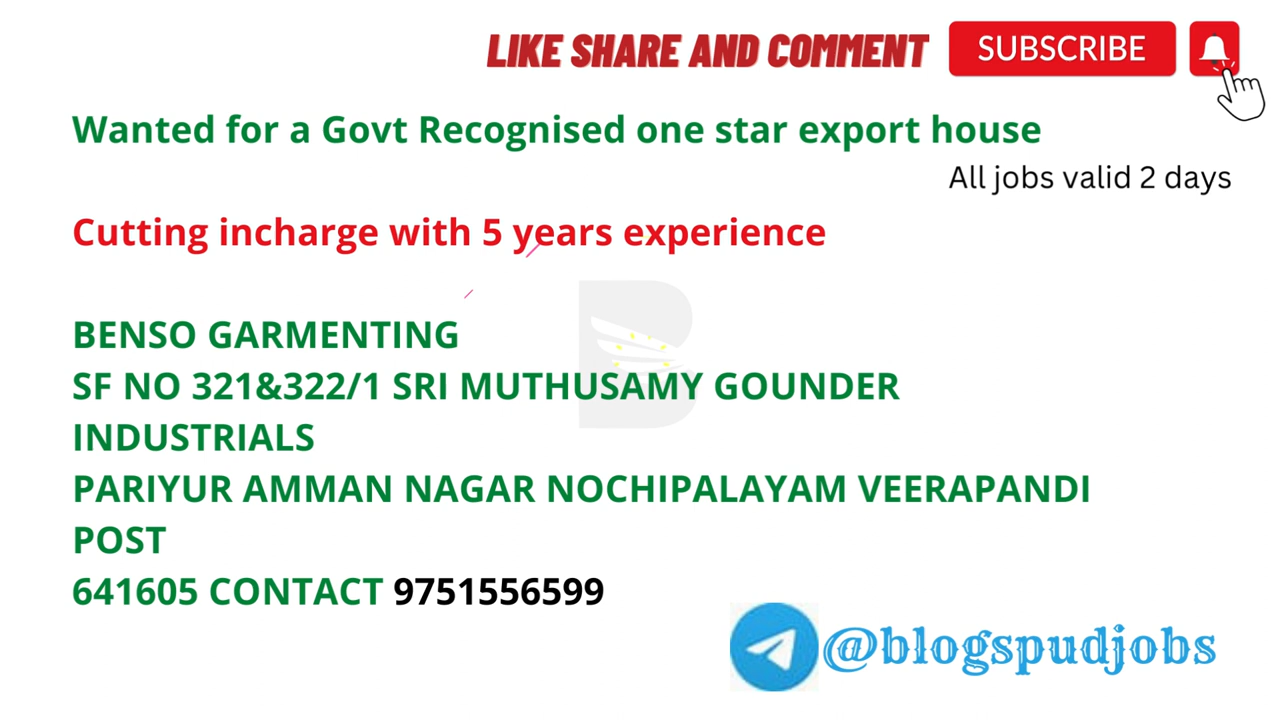 LIKE SHARE AND COMMENT
SUBSCRIBE
Wanted for a Govt Recognised one star export house
All jobs valid 2 days
Cutting incharge with 5 years experience
BENSO GARMENTING
SF NO 321&322/1 SRI MUTHUSAMY GOUNDER
INDUSTRIALS
PARIYUR AMMAN NAGAR NOCHIPALAYAM VEERAPANDI
POST
641605 CONTACT 9751556599
@blogspudjobs